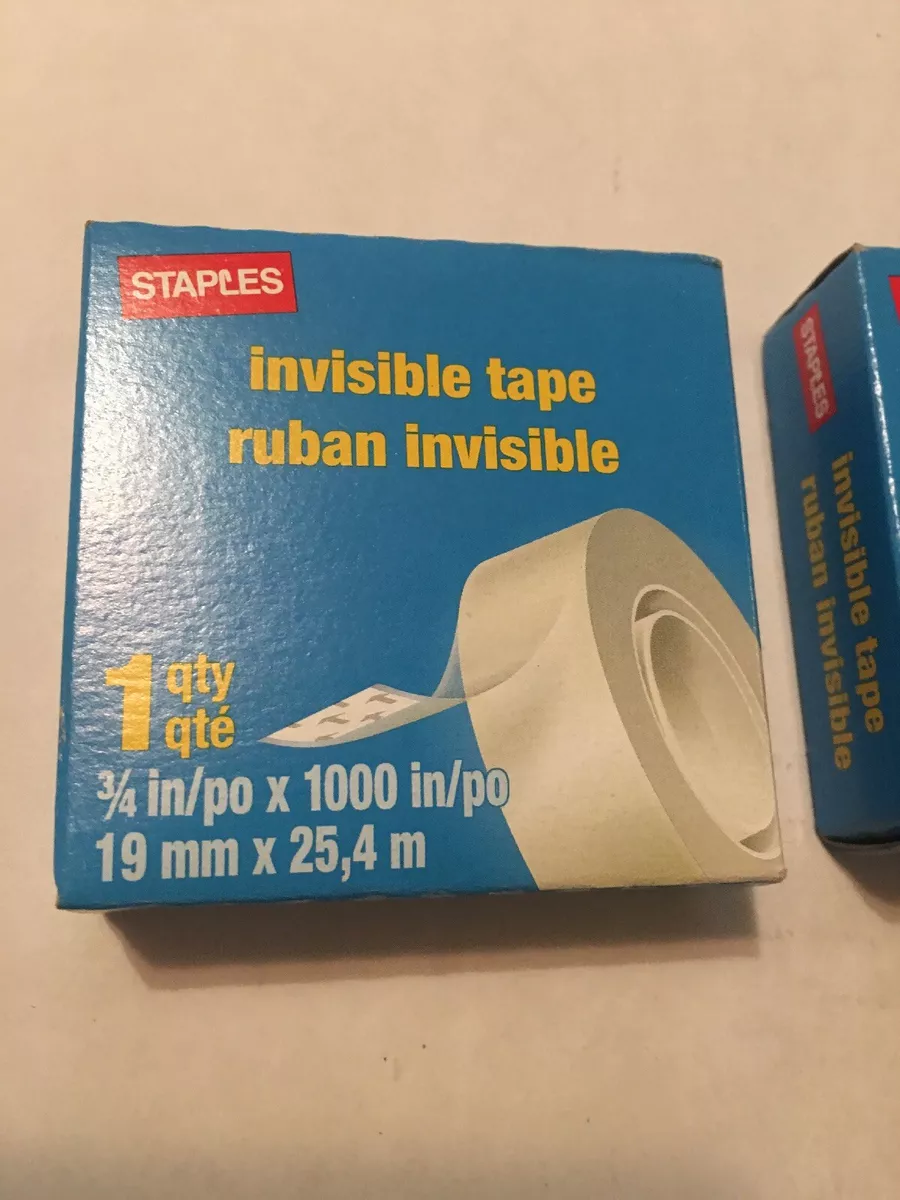 STAPLES
invisible tape
ruban invisible
1 qty
qté
¾ in/po x 1000 in/po
19 mm x 25,4 m
STAPLES
invisible tape
ruban invisible